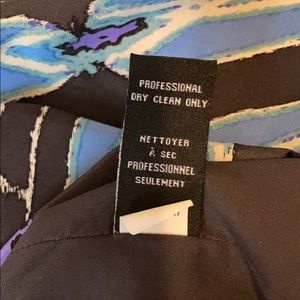 PROFESSIONAL
DRY CLEAN ONLY
NETTOYER
À SEC
PROFESSIONNEL
SEULEMENT